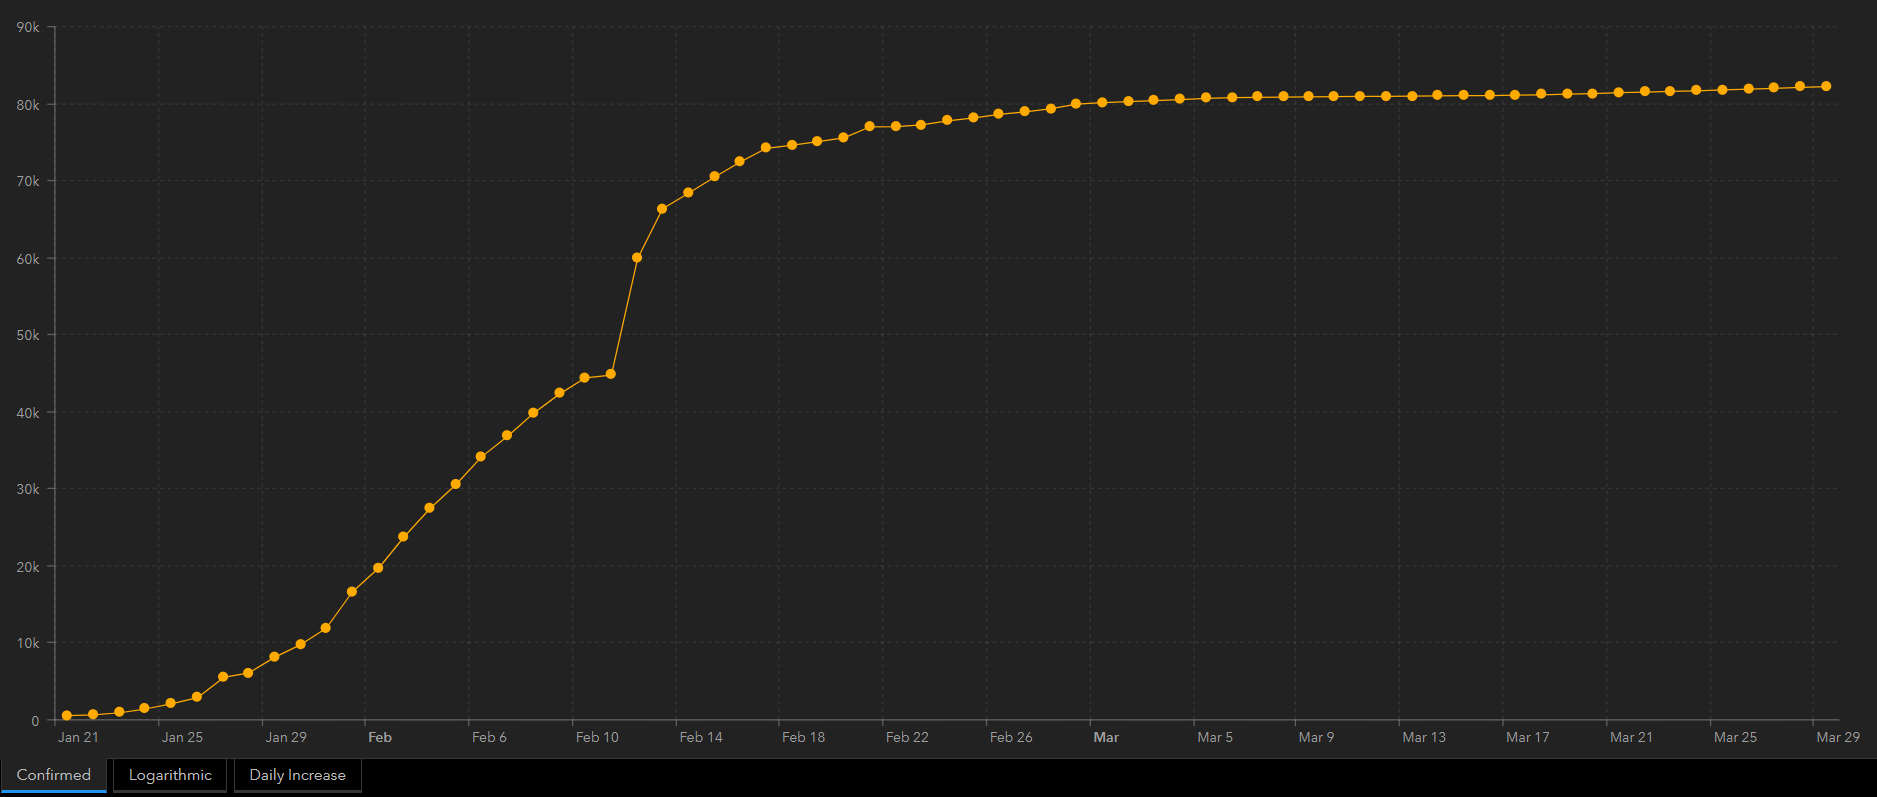 90k
80k
70k
60k
50k
40k
30k
20k
10k
0
Jan 21 Jan 25 Jan 29 Feb Feb 6 Feb 10 Feb 14 Feb 18 Feb 22 Feb 26 Mar Mar 5 Mar 9 Mar 13 Mar 17 Mar 21 Mar 25 Mar 29
Confirmed Logarithmic Daily Increase